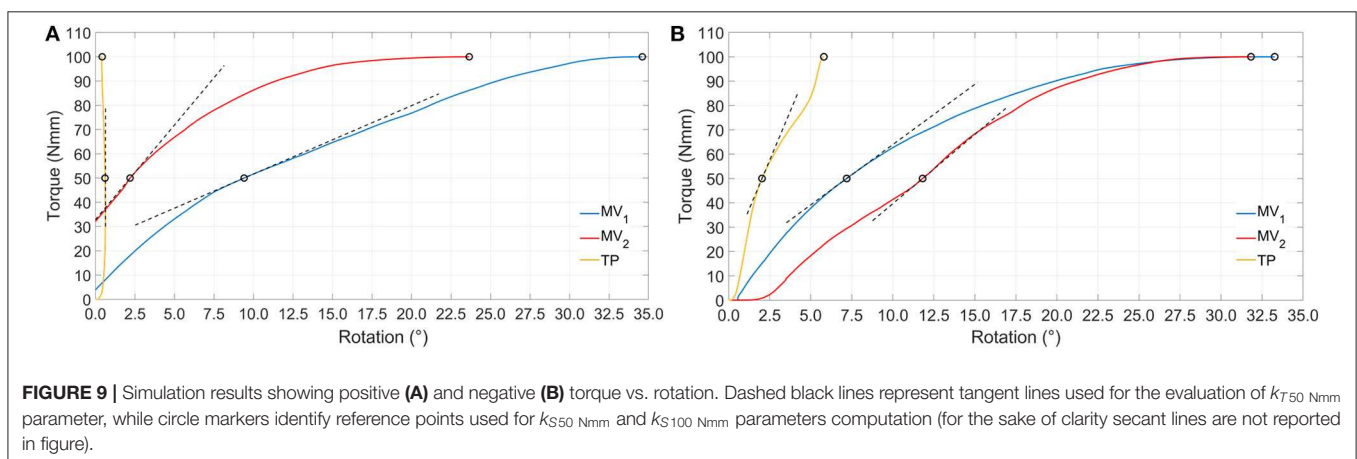 A
B
110
100
90
80
70
60
50
40
30
20
10
0
Torque (Nmm)
MV1
MV2
TP
0.0 2.5 5.0 7.5 10.0 12.5 15.0 17.5 20.0 22.5 25.0 27.5 30.0 32.5 35.0
Rotation (°)
110
100
90
80
70
60
50
40
30
20
10
0
Torque (Nmm)
MV1
MV2
TP
0.0 2.5 5.0 7.5 10.0 12.5 15.0 17.5 20.0 22.5 25.0 27.5 30.0 31.5 35.0
Rotation (°)
FIGURE 9 | Simulation results showing positive (A) and negative (B) torque vs. rotation. Dashed black lines represent tangent lines used for the evaluation of kT50 Nmm
parameter, while circle markers identify reference points used for kS50 Nmm and kS100 Nmm parameters computation (for the sake of clarity secant lines are not reported
in figure).